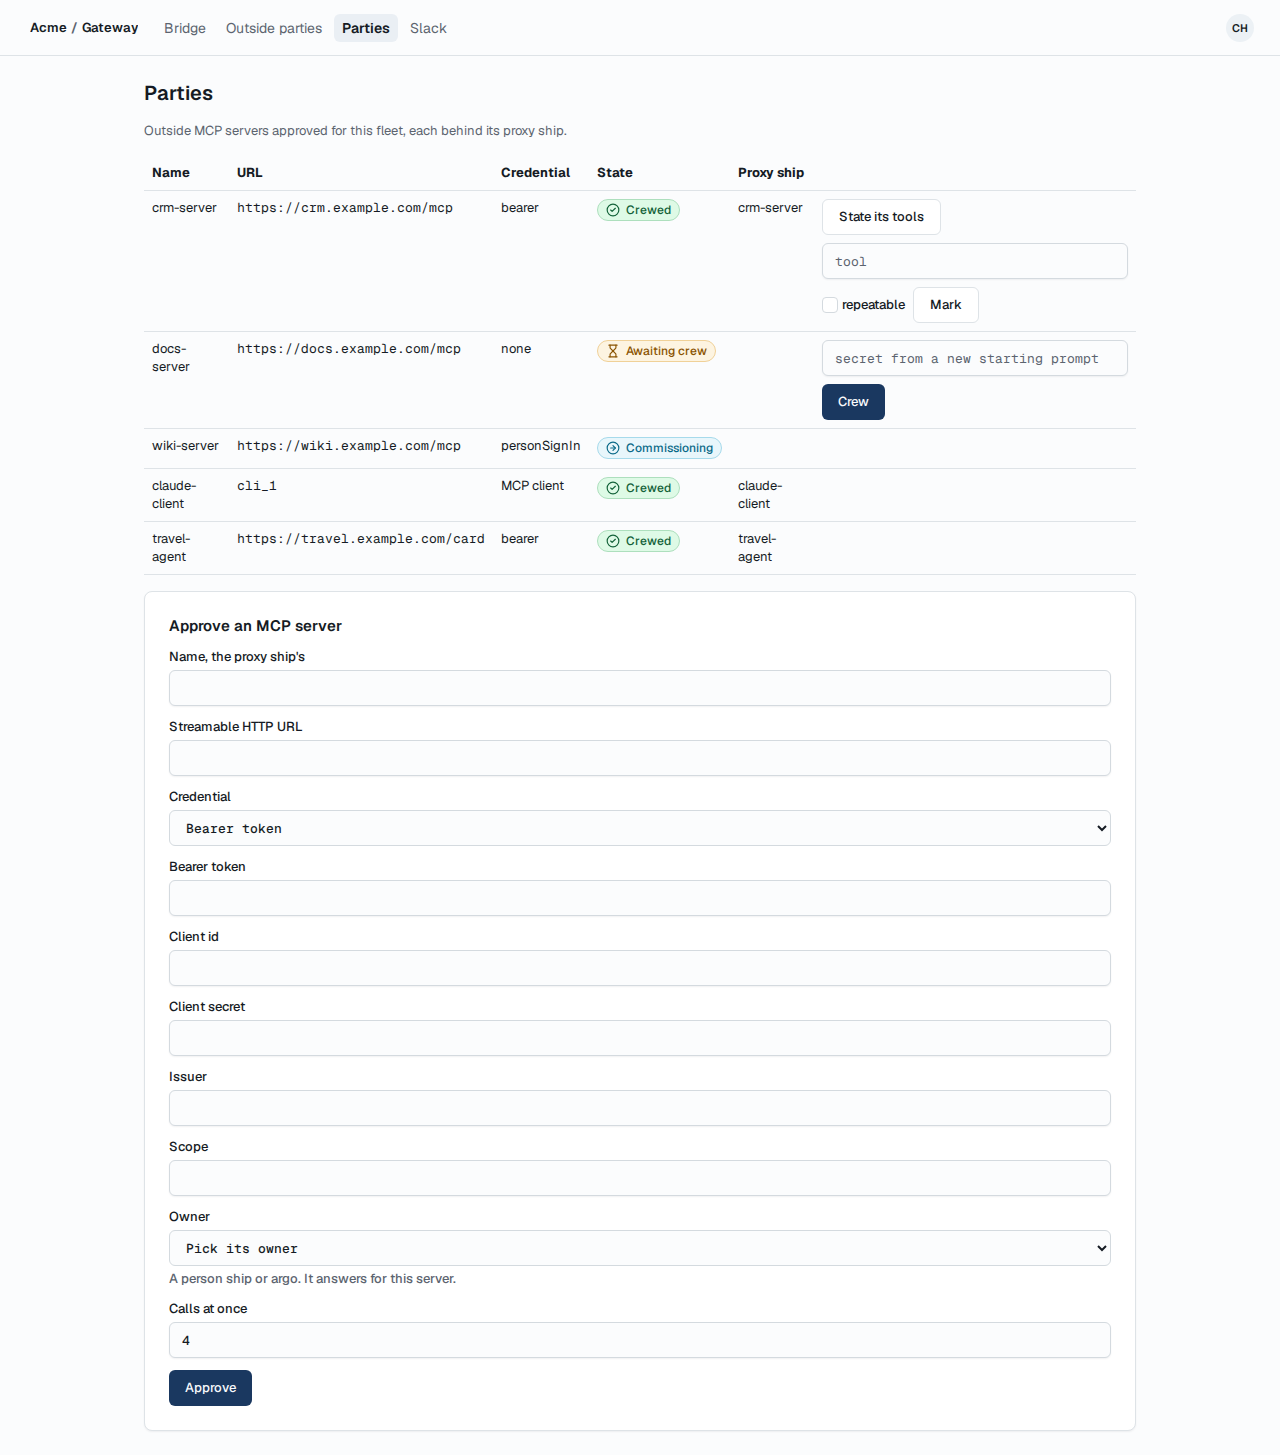 Acme / Gateway Bridge Outside parties Parties Slack CH
Parties
Outside MCP servers approved for this fleet, each behind its proxy ship.
Name URL Credential State Proxy ship
crm-server https://crm.example.com/mcp bearer Crewed crm-server State its tools
tool
repeatable Mark
docs-server https://docs.example.com/mcp none Awaiting crew secret from a new starting prompt
Crew
wiki-server https://wiki.example.com/mcp personSignIn Commissioning
claude-client cli_1 MCP client Crewed claude-client
travel-agent https://travel.example.com/card bearer Crewed travel-agent
Approve an MCP server
Name, the proxy ship's
Streamable HTTP URL
Credential
Bearer token
Bearer token
Client id
Client secret
Issuer
Scope
Owner
Pick its owner
A person ship or argo. It answers for this server.
Calls at once
4
Approve